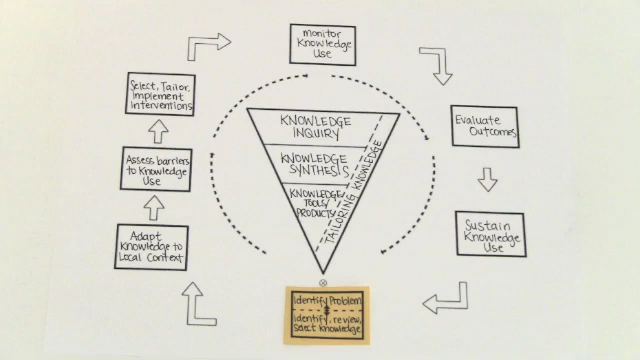 monitor
Knowledge
Use
Select, Tailor,
Implement
Interventions
Evaluate
Outcomes
KNOWLEDGE
INQUIRY
KNOWLEDGE
SYNTHESIS
KNOWLEDGE
TOOLS/
PRODUCTS
TAILORING KNOWLEDGE
Assess barriers
to Knowledge
Use
Adapt
Knowledge to
Local Context
Sustain
Knowledge
Use
Identify Problem
Identify, review,
Select Knowledge